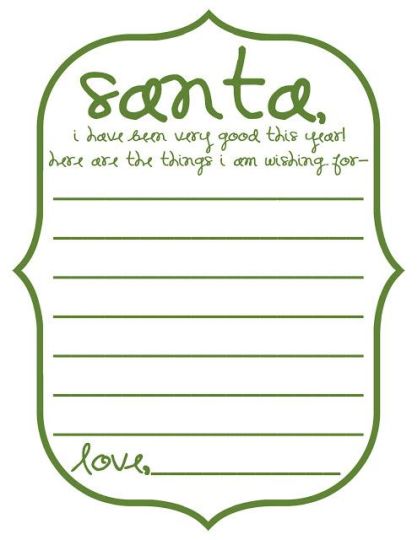 santa,
i have been very good this year!
here are the things i am wishing for-
love,